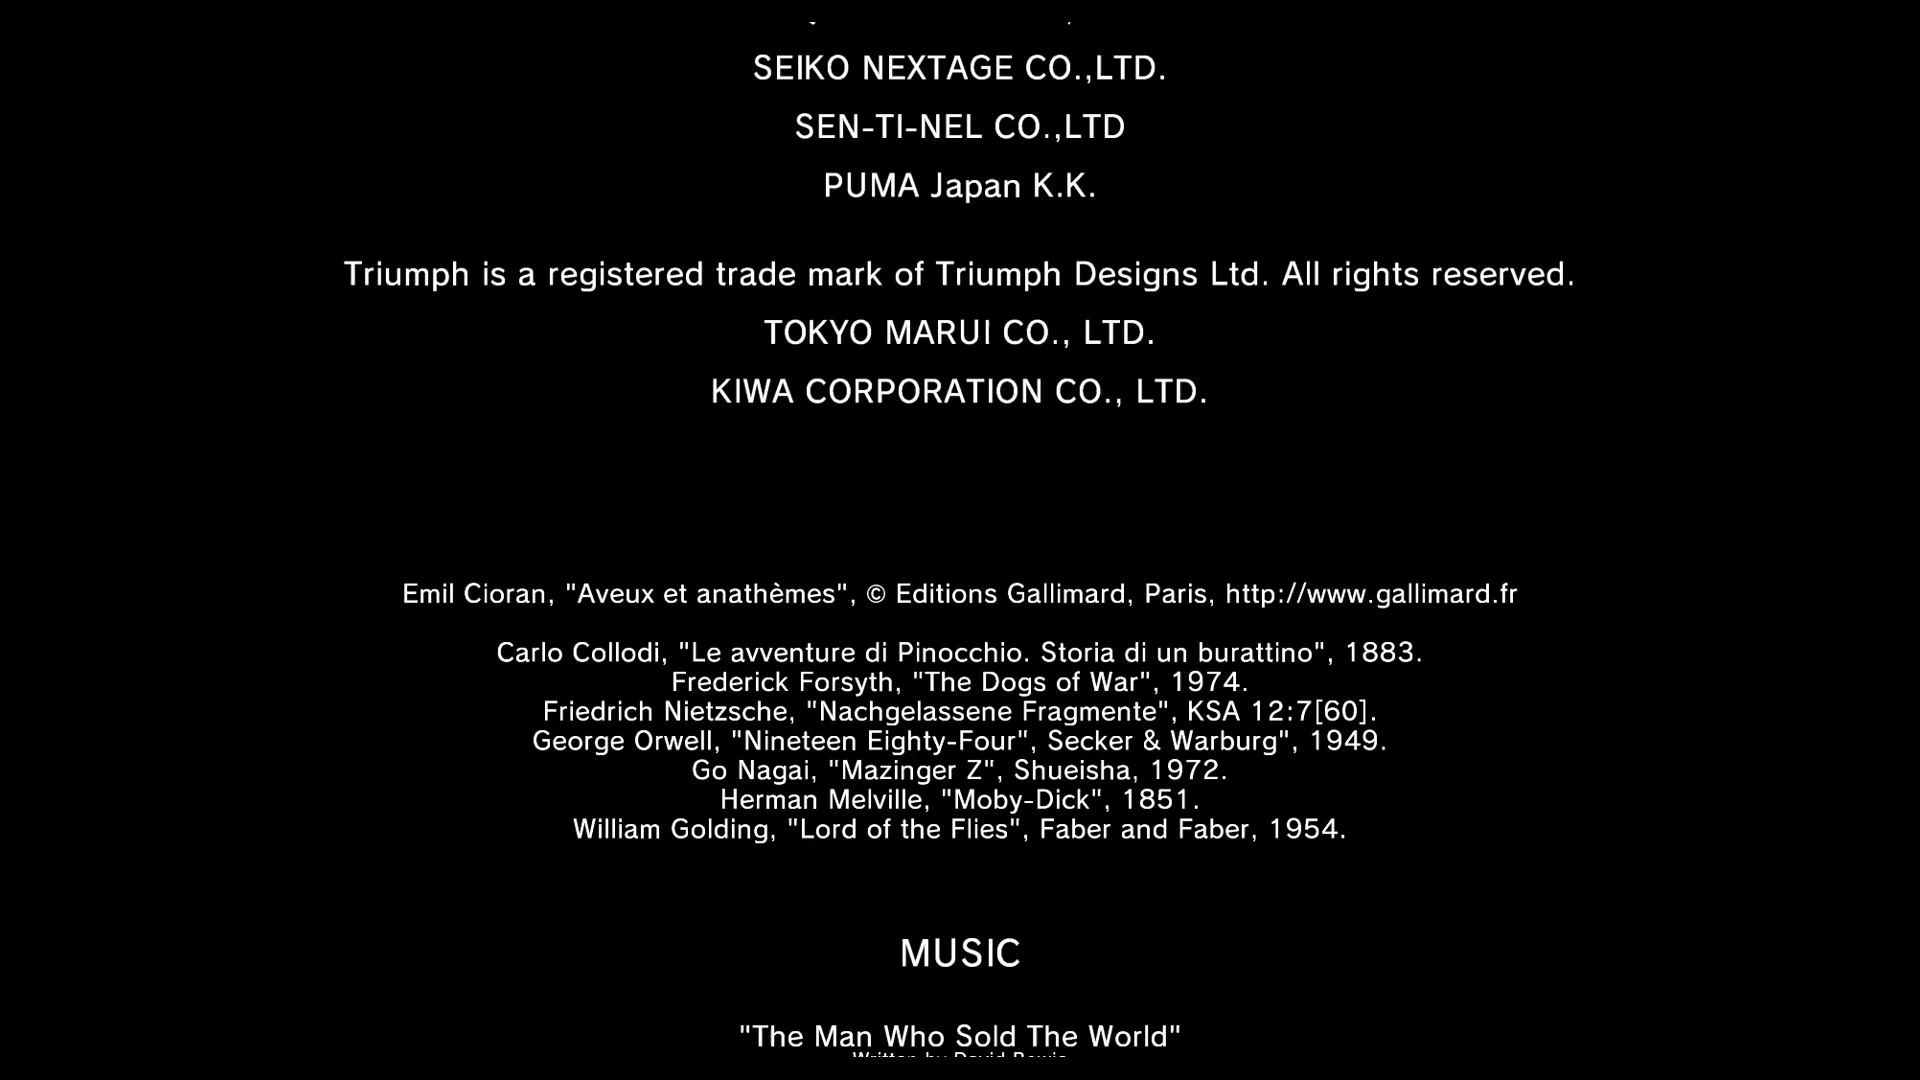 SEIKO NEXTAGE CO.,LTD.
SEN-TI-NEL CO.,LTD
PUMA Japan K.K.
Triumph is a registered trade mark of Triumph Designs Ltd. All rights reserved.
TOKYO MARUI CO., LTD.
KIWA CORPORATION CO., LTD.
Emil Cioran, "Aveux et anathèmes", © Editions Gallimard, Paris, http://www.gallimard.fr
Carlo Collodi, "Le avventure di Pinocchio. Storia di un burattino", 1883.
Frederick Forsyth, "The Dogs of War", 1974.
Friedrich Nietzsche, "Nachgelassene Fragmente", KSA 12:7[60].
George Orwell, "Nineteen Eighty-Four", Secker & Warburg", 1949.
Go Nagai, "Mazinger Z", Shueisha, 1972.
Herman Melville, "Moby-Dick", 1851.
William Golding, "Lord of the Flies", Faber and Faber, 1954.
MUSIC
"The Man Who Sold The World"
Written by David Bowie